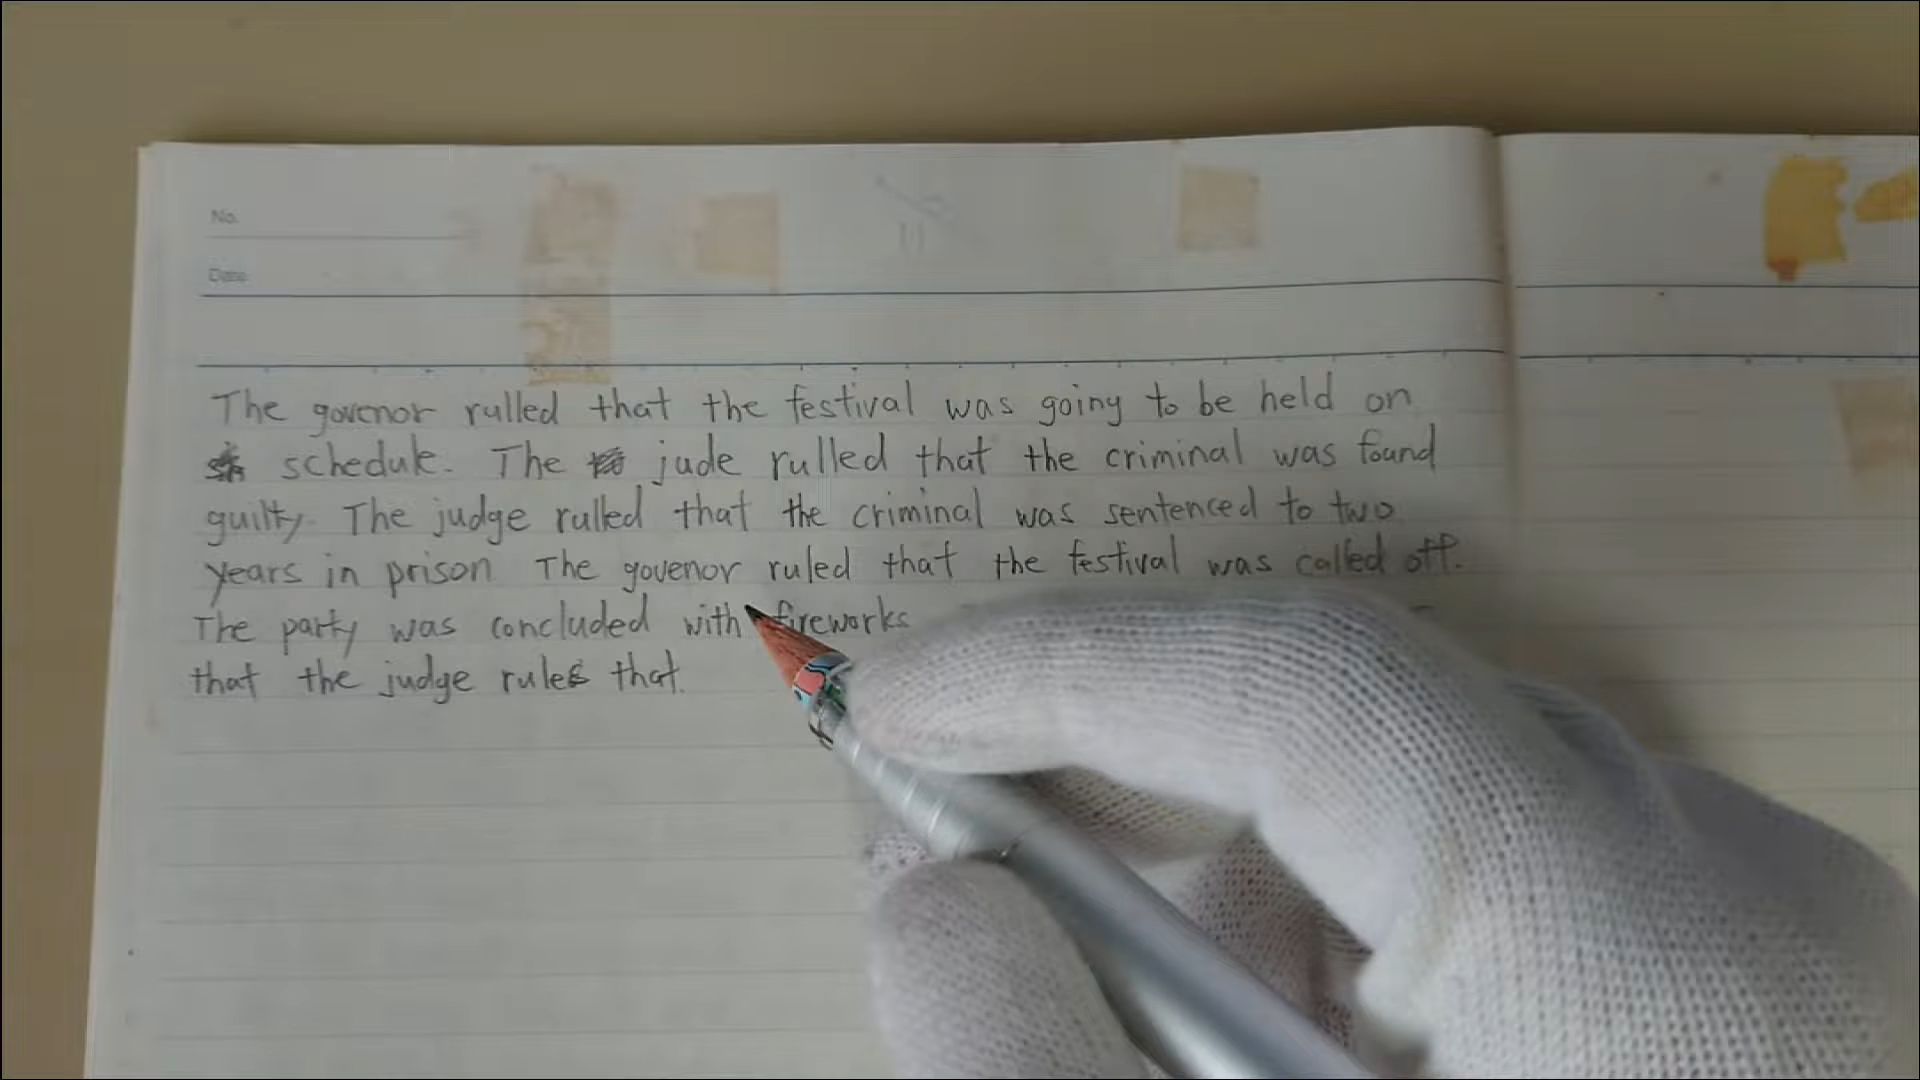 No.
Date
The govenor rulled that the festival was going to be held on
schedule. The jude rulled that the criminal was found
guilty. The judge rulled that the criminal was sentenced to two
years in prison The govenor ruled that the festival was called off.
The party was concluded with fireworks
that the judge rules that.